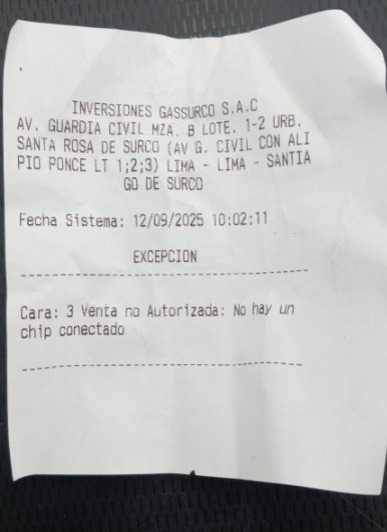 INVERSIONES GASSURCO S.A.C
AV. GUARDIA CIVIL MZA. B LOTE. 1-2 URB.
SANTA ROSA DE SURCO (AV G. CIVIL CON ALI
PIO PONCE LT 1;2;3) LIMA - LIMA - SANTIA
GO DE SURCO
Fecha Sistema: 12/09/2025 10:02:11
EXCEPCION
--------------------------------
Cara: 3 Venta no Autorizada: No hay un
chip conectado
--------------------------------